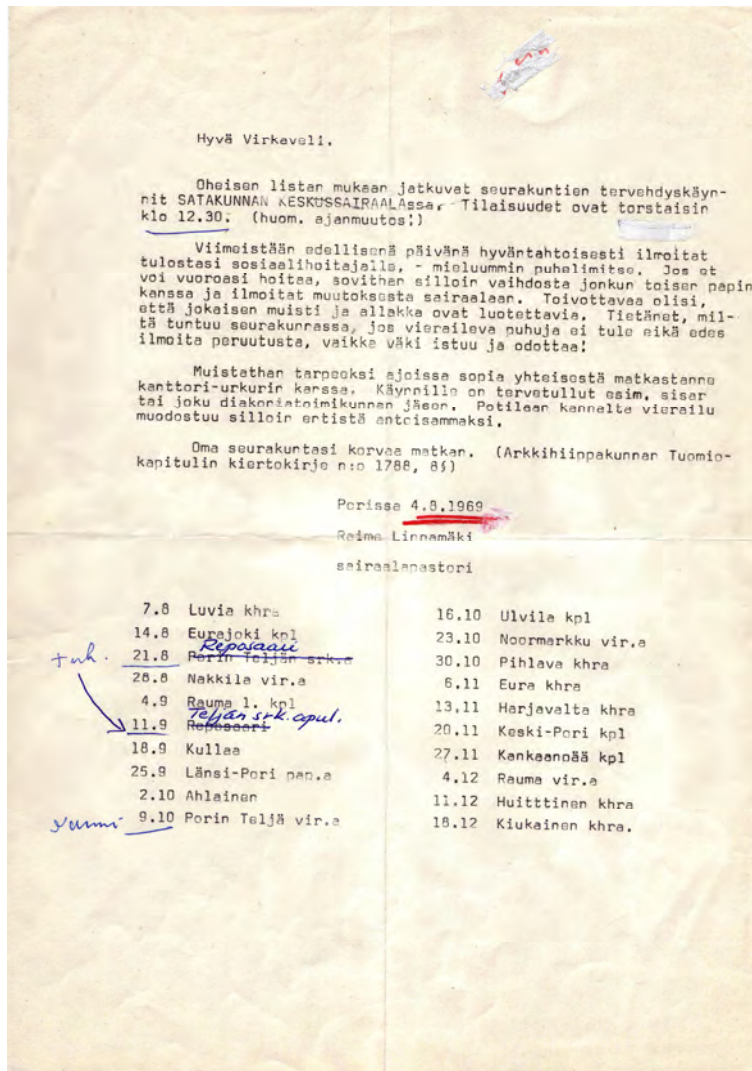 Hyvä Virkaveli.
Oheisen listan mukaan jatkuvat seurakuntien tervehdyskäyn-
nit SATAKUNNAN KESKUSSAIRAALAssa. Tilaisuudet ovat torstaisin
klo 12.30. (huom. ajanmuutos!)
Viimeistään edellisenä päivänä hyväntahtoisesti ilmoitat
tulostasi sosiaalihoitajalle, - mieluummin puhelimitse. Jos et
voi vuoroasi hoitaa, sovithan silloin vaihdosta jonkun toisen papin
kanssa ja ilmoitat muutoksesta sairaalaan. Toivottavaa olisi,
että jokaisen muisti ja allakka ovat luotettavia. Tietänet, mil-
tä tuntuu seurakunnassa, jos vieraileva puhuja ei tule eikä edes
ilmoita peruutusta, vaikka väki istuu ja odottaa!
Muistathan tarpeeksi ajoissa sopia yhteisestä matkastanne
kanttori-urkurin kanssa. Käynnille on tervetullut esim. sisar
tai joku diakoniatoimikunnan jäsen. Potilaan kannalta vierailu
muodostuu silloin entistä antoisammaksi.
Oma seurakuntasi korvaa matkan. (Arkkihiippakunnan Tuomio-
kapitulin kiertokirje n:o 1788, 8§)
Porissa 4.8.1969
Raimo Linnamäki
sairaalapastori
7.8 Luvia khra
14.8 Eurajoki kpl
Reposaari
21.8 Porin Teljän srk.a
28.8 Nakkila vir.a
4.9 Rauma l. kpl
Teljän srk. apul.
11.9 Reposaari
18.9 Kullaa
25.9 Länsi-Pori pap.a
2.10 Ahlainen
9.10 Porin Teljä vir.a
16.10 Ulvila kpl
23.10 Noormarkku vir.a
30.10 Pihlava khra
6.11 Eura khra
13.11 Harjavalta khra
20.11 Keski-Pori kpl
27.11 Kankaanpää kpl
4.12 Rauma vir.a
11.12 Huitttinen khra
18.12 Kiukainen khra.